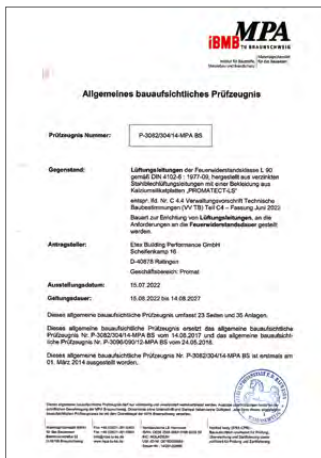 iBMB MPA
TU BRAUNSCHWEIG
Allgemeines bauaufsichtliches Prüfzeugnis
Prüfzeugnis Nummer: P-3082/304/14-MPA BS
Gegenstand: Lüftungsleitungen der Feuerwiderstandsklasse L 90
gemäß DIN 4102-6 : 1977-09, hergestellt aus verzinkten
Stahlblechlüftungsleitungen mit einer Bekleidung aus
Kalziumsilikatplatten „PROMATECT-LS“
entspr. lfd. Nr. C 4.4 Verwaltungsvorschrift Technische
Baubestimmungen (VV TB) Teil C4 – Fassung Juni 2022
Bauart zur Errichtung von Lüftungsleitungen, an die
Anforderungen an die Feuerwiderstandsdauer gestellt
werden.
Antragsteller: Etex Building Performance GmbH
Scheifenkamp 16
D-40878 Ratingen
Geschäftsbereich: Promat
Ausstellungsdatum: 15.07.2022
Geltungsdauer: 15.08.2022 bis 14.08.2027
Dieses allgemeine bauaufsichtliche Prüfzeugnis umfasst 23 Seiten und 35 Anlagen.
Dieses allgemeine bauaufsichtliche Prüfzeugnis ersetzt das allgemeine bauaufsicht-
liche Prüfzeugnis Nr. P-3082/304/14-MPA BS vom 14.08.2017 und das allgemeine bauaufsicht-
liche Prüfzeugnis Nr. P-3096/090/12-MPA BS vom 24.05.2018.
Dieses allgemeine bauaufsichtliche Prüfzeugnis Nr. P-3082/304/14-MPA BS ist erstmals am
01. März 2014 ausgestellt worden.